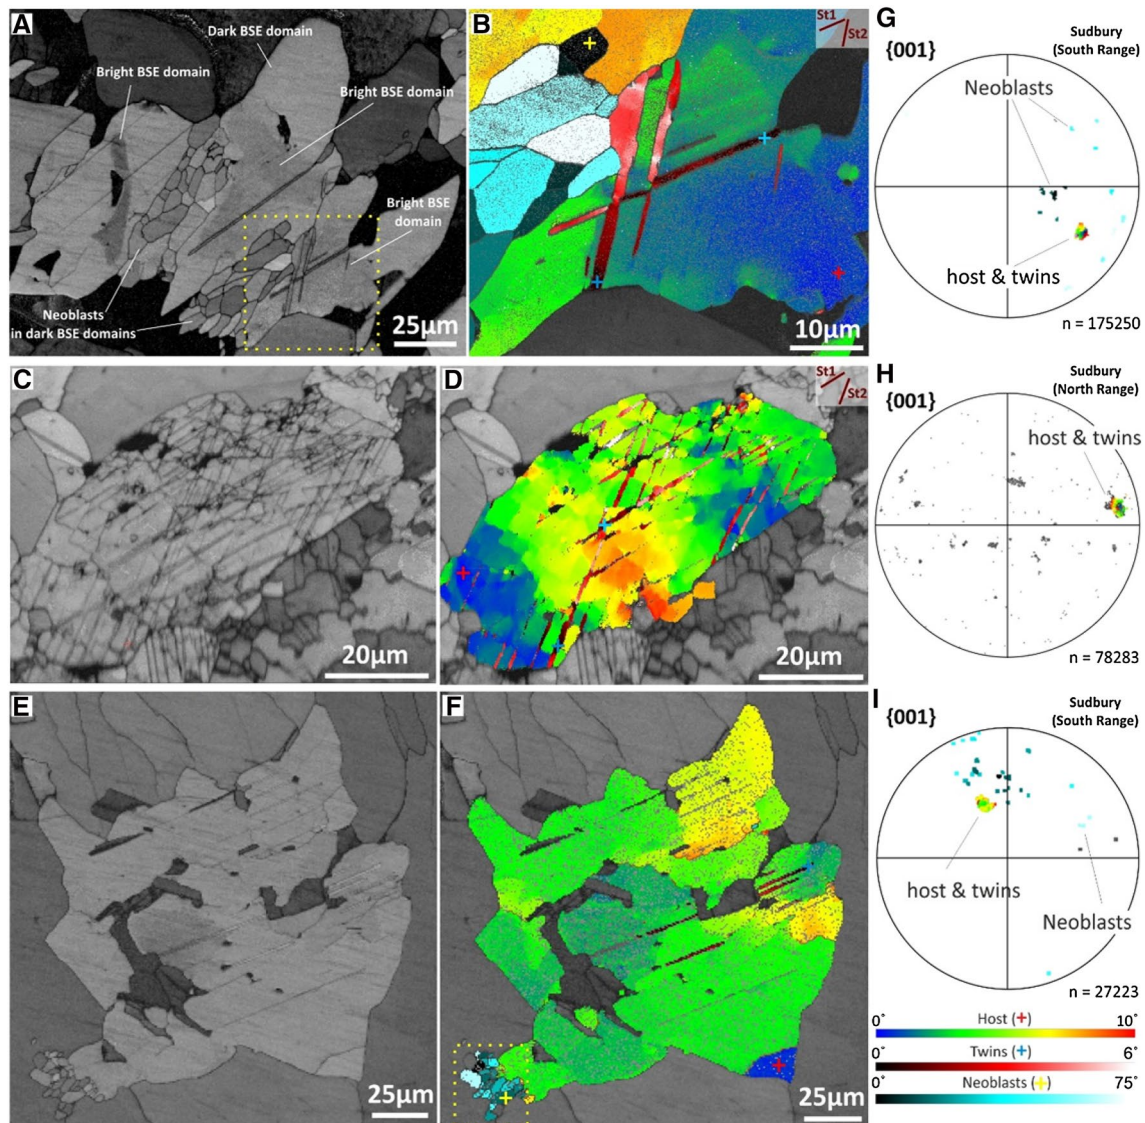 A
Dark BSE domain
Bright BSE domain
Bright BSE domain
Bright BSE
domain
Neoblasts
in dark BSE domains
25µm
B
St1
St2
10µm
G
Sudbury
(South Range)
{001}
Neoblasts
host & twins
n = 175250
C
20µm
D
St1
St2
20µm
H
Sudbury
(North Range)
{001}
host & twins
n = 78283
E
25µm
F
25µm
I
Sudbury
(South Range)
{001}
host & twins
Neoblasts
n = 27223
0° Host (+) 10°
0° Twins (+) 6°
0° Neoblasts (+) 75°